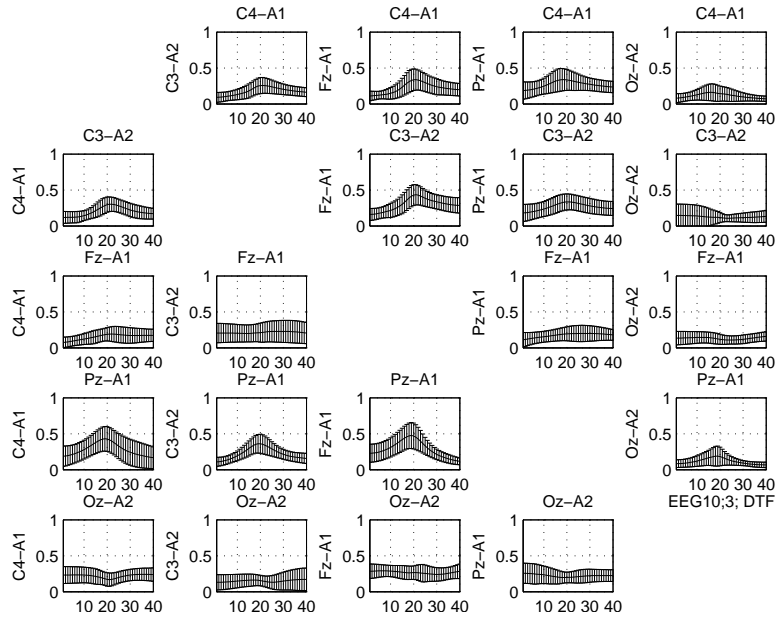 C4−A1 C4−A1 C4−A1 C4−A1
1 1 1 1
C3−A2 0.5 Fz−A1 0.5 Pz−A1 0.5 Oz−A2 0.5
0 0 0 0
10 20 30 40 10 20 30 40 10 20 30 40 10 20 30 40
C3−A2 C3−A2 C3−A2 C3−A2
1 1 1 1
C4−A1 0.5 Fz−A1 0.5 Pz−A1 0.5 Oz−A2 0.5
0 0 0 0
10 20 30 40 10 20 30 40 10 20 30 40 10 20 30 40
Fz−A1 Fz−A1 Fz−A1 Fz−A1
1 1 1 1
C4−A1 0.5 C3−A2 0.5 Pz−A1 0.5 Oz−A2 0.5
0 0 0 0
10 20 30 40 10 20 30 40 10 20 30 40 10 20 30 40
Pz−A1 Pz−A1 Pz−A1 Pz−A1
1 1 1 1
C4−A1 0.5 C3−A2 0.5 Fz−A1 0.5 Oz−A2 0.5
0 0 0 0
10 20 30 40 10 20 30 40 10 20 30 40 10 20 30 40
EEG10;3; DTF
Oz−A2 Oz−A2 Oz−A2 Oz−A2
1 1 1 1
C4−A1 0.5 C3−A2 0.5 Fz−A1 0.5 Pz−A1 0.5
0 0 0 0
10 20 30 40 10 20 30 40 10 20 30 40 10 20 30 40